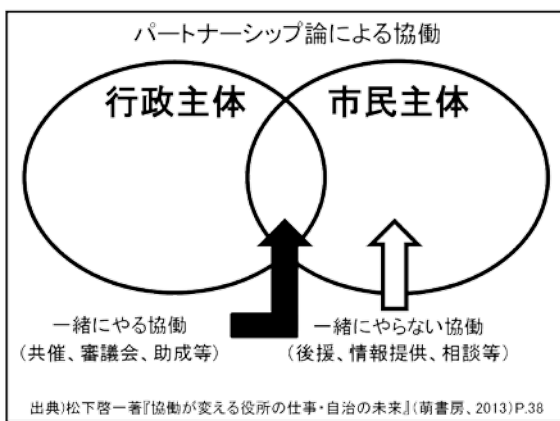 パートナーシップ論による協働
行政主体
市民主体
一緒にやる協働
(共催、審議会、助成等)
一緒にやらない協働
(後援、情報提供、相談等)
出典)松下啓一著『協働が変える役所の仕事・自治の未来』(萌書房、2013)P.38